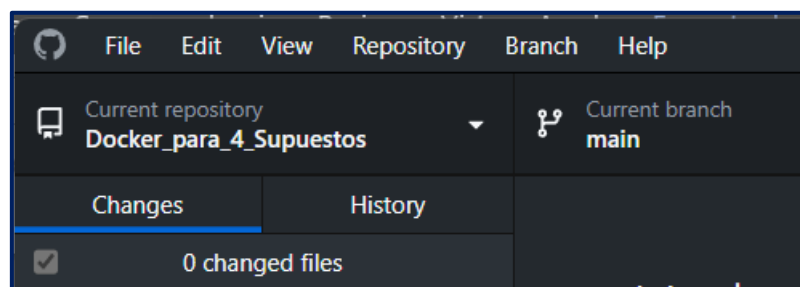 File Edit View Repository Branch Help
Current repository
Docker_para_4_Supuestos
Current branch
main
Changes History
0 changed files